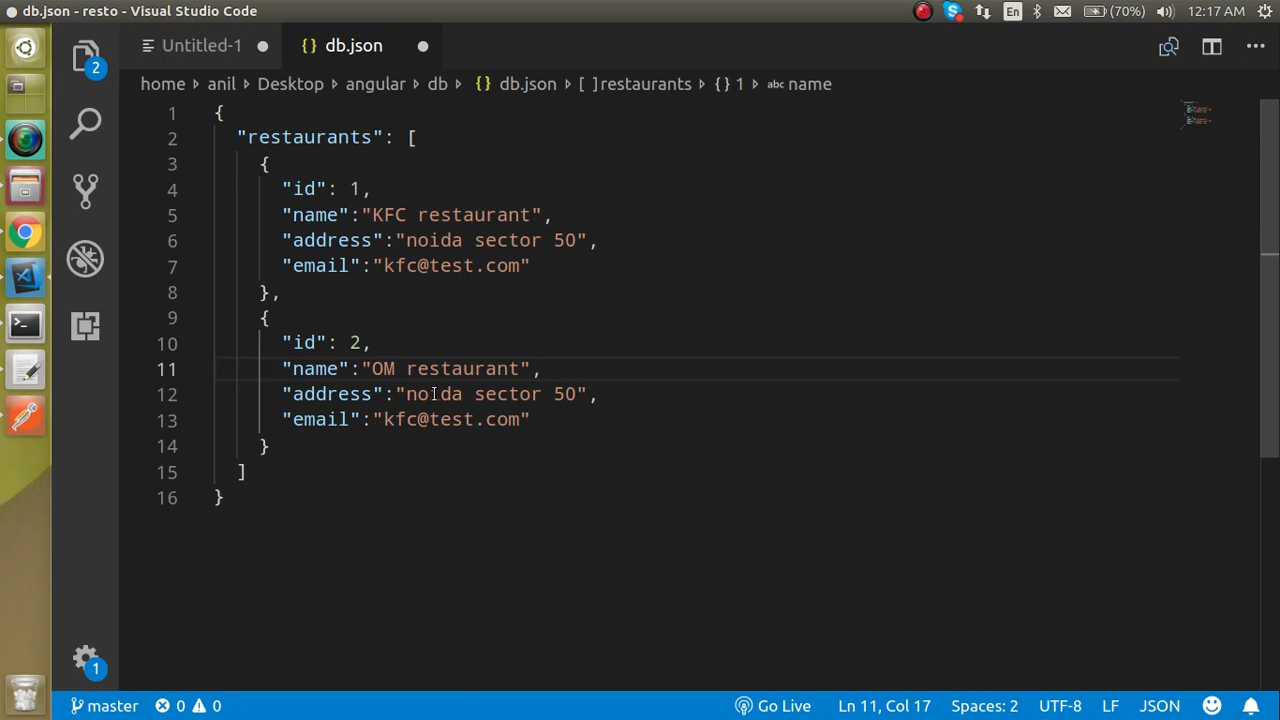 db.json - resto - Visual Studio Code
En
(70%)
12:17 AM
2
Untitled-1
{} db.json
home
anil
Desktop
angular
db
{} db.json
[ ]restaurants
{} 1
abc name
1 {
2 "restaurants": [
3 {
4 "id": 1,
5 "name":"KFC restaurant",
6 "address":"noida sector 50",
7 "email":"kfc@test.com"
8 },
9 {
10 "id": 2,
11 "name":"OM restaurant",
12 "address":"noida sector 50",
13 "email":"kfc@test.com"
14 }
15 ]
16 }
1
master
0
0
Go Live
Ln 11, Col 17
Spaces: 2
UTF-8
LF
JSON